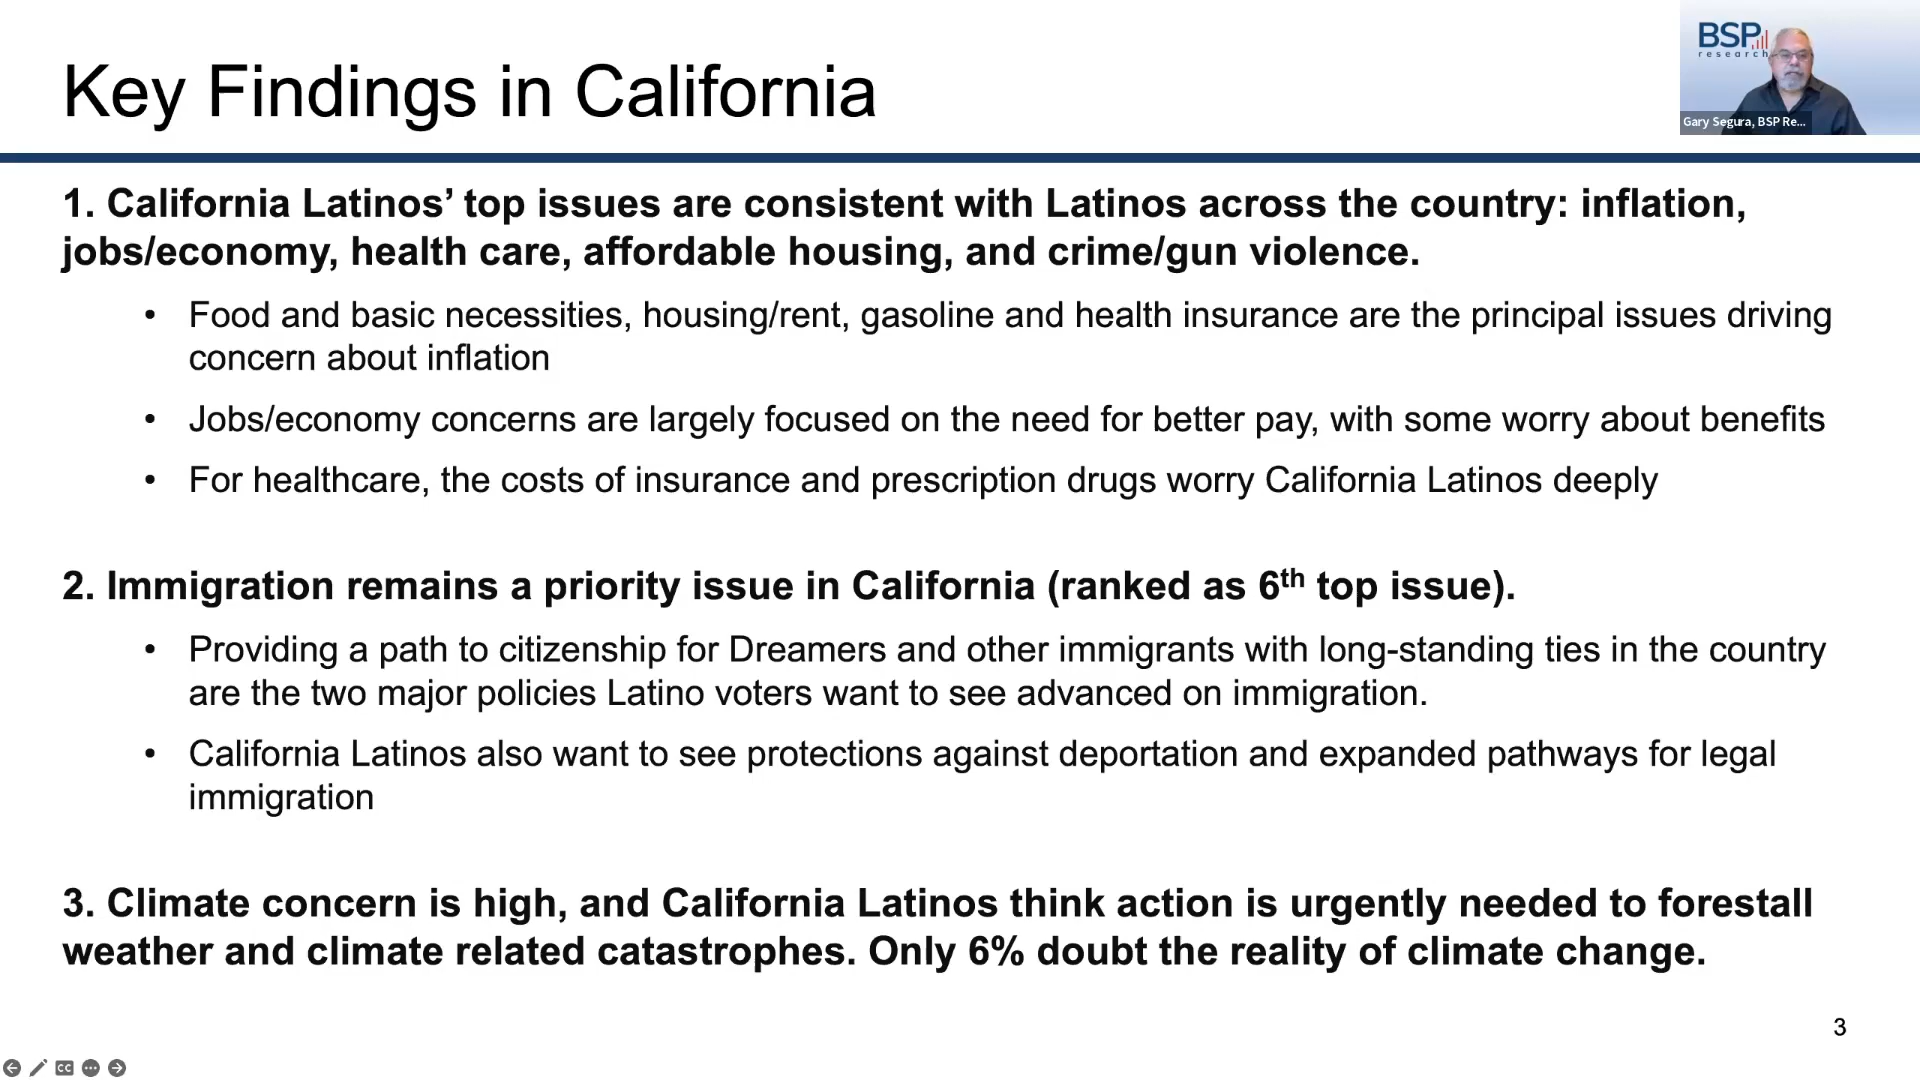 Key Findings in California
BSP
research
Gary Segura, BSP Re...
1. California Latinos’ top issues are consistent with Latinos across the country: inflation,
jobs/economy, health care, affordable housing, and crime/gun violence.
• Food and basic necessities, housing/rent, gasoline and health insurance are the principal issues driving
concern about inflation
• Jobs/economy concerns are largely focused on the need for better pay, with some worry about benefits
• For healthcare, the costs of insurance and prescription drugs worry California Latinos deeply
2. Immigration remains a priority issue in California (ranked as 6th top issue).
• Providing a path to citizenship for Dreamers and other immigrants with long-standing ties in the country
are the two major policies Latino voters want to see advanced on immigration.
• California Latinos also want to see protections against deportation and expanded pathways for legal
immigration
3. Climate concern is high, and California Latinos think action is urgently needed to forestall
weather and climate related catastrophes. Only 6% doubt the reality of climate change.
3
CC